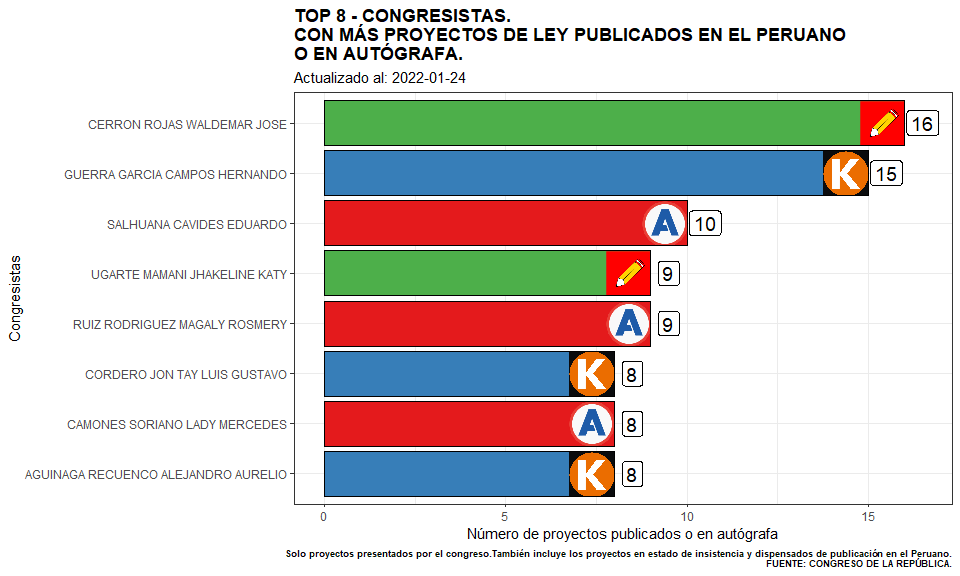 TOP 8 - CONGRESISTAS.
CON MÁS PROYECTOS DE LEY PUBLICADOS EN EL PERUANO
O EN AUTÓGRAFA.
Actualizado al: 2022-01-24
Congresistas
CERRON ROJAS WALDEMAR JOSE 16
GUERRA GARCIA CAMPOS HERNANDO K 15
SALHUANA CAVIDES EDUARDO A 10
UGARTE MAMANI JHAKELINE KATY 9
RUIZ RODRIGUEZ MAGALY ROSMERY A 9
CORDERO JON TAY LUIS GUSTAVO K 8
CAMONES SORIANO LADY MERCEDES A 8
AGUINAGA RECUENCO ALEJANDRO AURELIO K 8
0 5 10 15
Número de proyectos publicados o en autógrafa
Solo proyectos presentados por el congreso.También incluye los proyectos en estado de insistencia y dispensados de publicación en el Peruano.
FUENTE: CONGRESO DE LA REPÚBLICA.